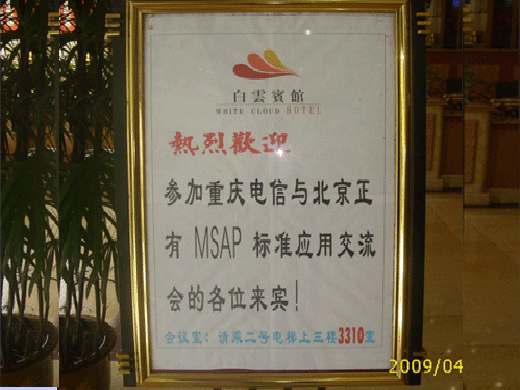 白雲賓館
WHITE CLOUD HOTEL
熱烈歡迎
参加重庆电信与北京正
有 MSAP 标准应用交流
会的各位来宾!
会议室:请乘二号电梯上三楼3310室
2009/04